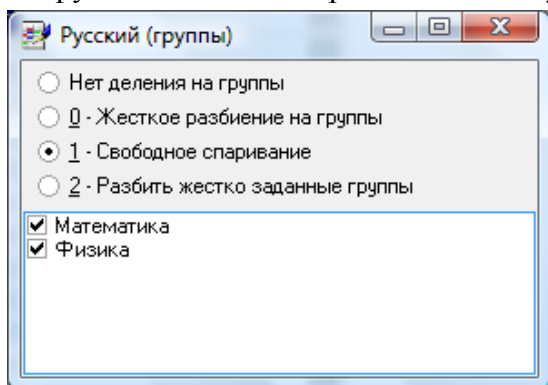 Русский (группы)
Нет деления на группы
0 - Жесткое разбиение на группы
1 - Свободное спаривание
2 - Разбить жестко заданные группы
Математика
Физика